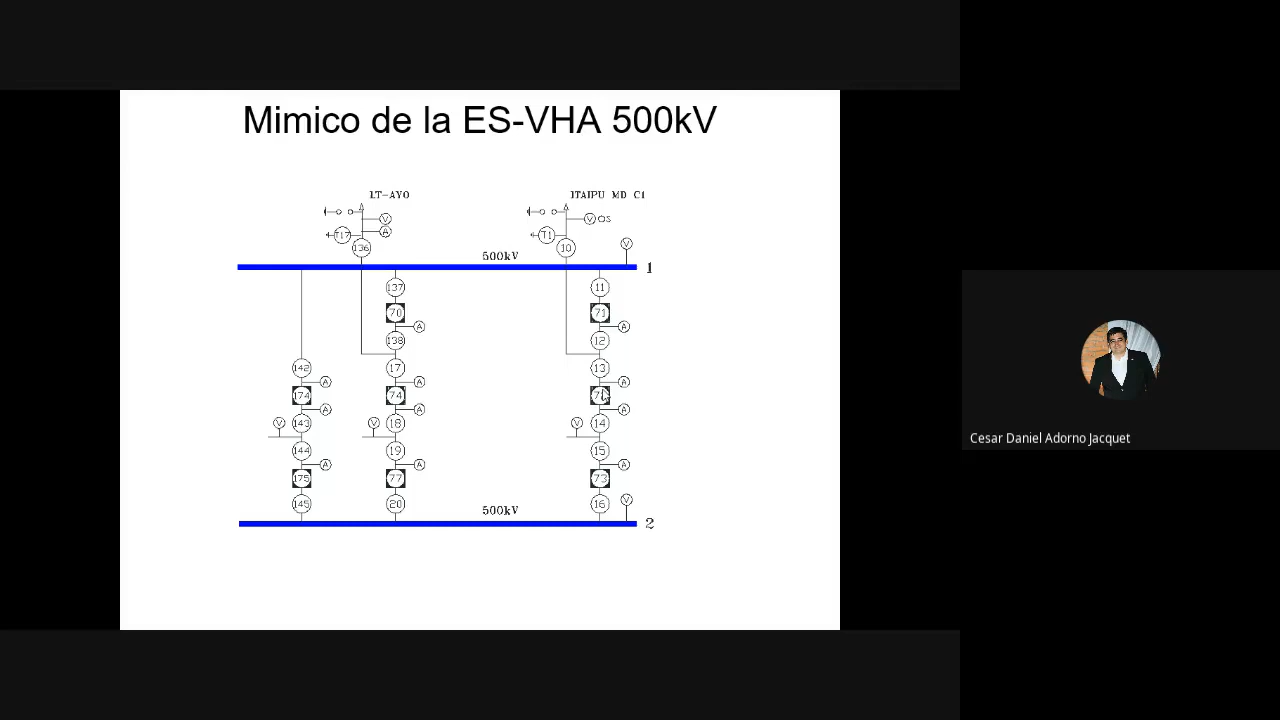 Mimico de la ES-VHA 500kV
LT-AYO
ITAIPU MD C1
V
V
S
T17
A
T1
136
10
500kV
V
1
137
11
70
71
A
A
138
12
142
17
13
A
A
A
174
74
A
A
A
V
143
V
18
V
14
144
19
15
A
A
A
175
77
73
145
20
16
V
500kV
2
Cesar Daniel Adorno Jacquet